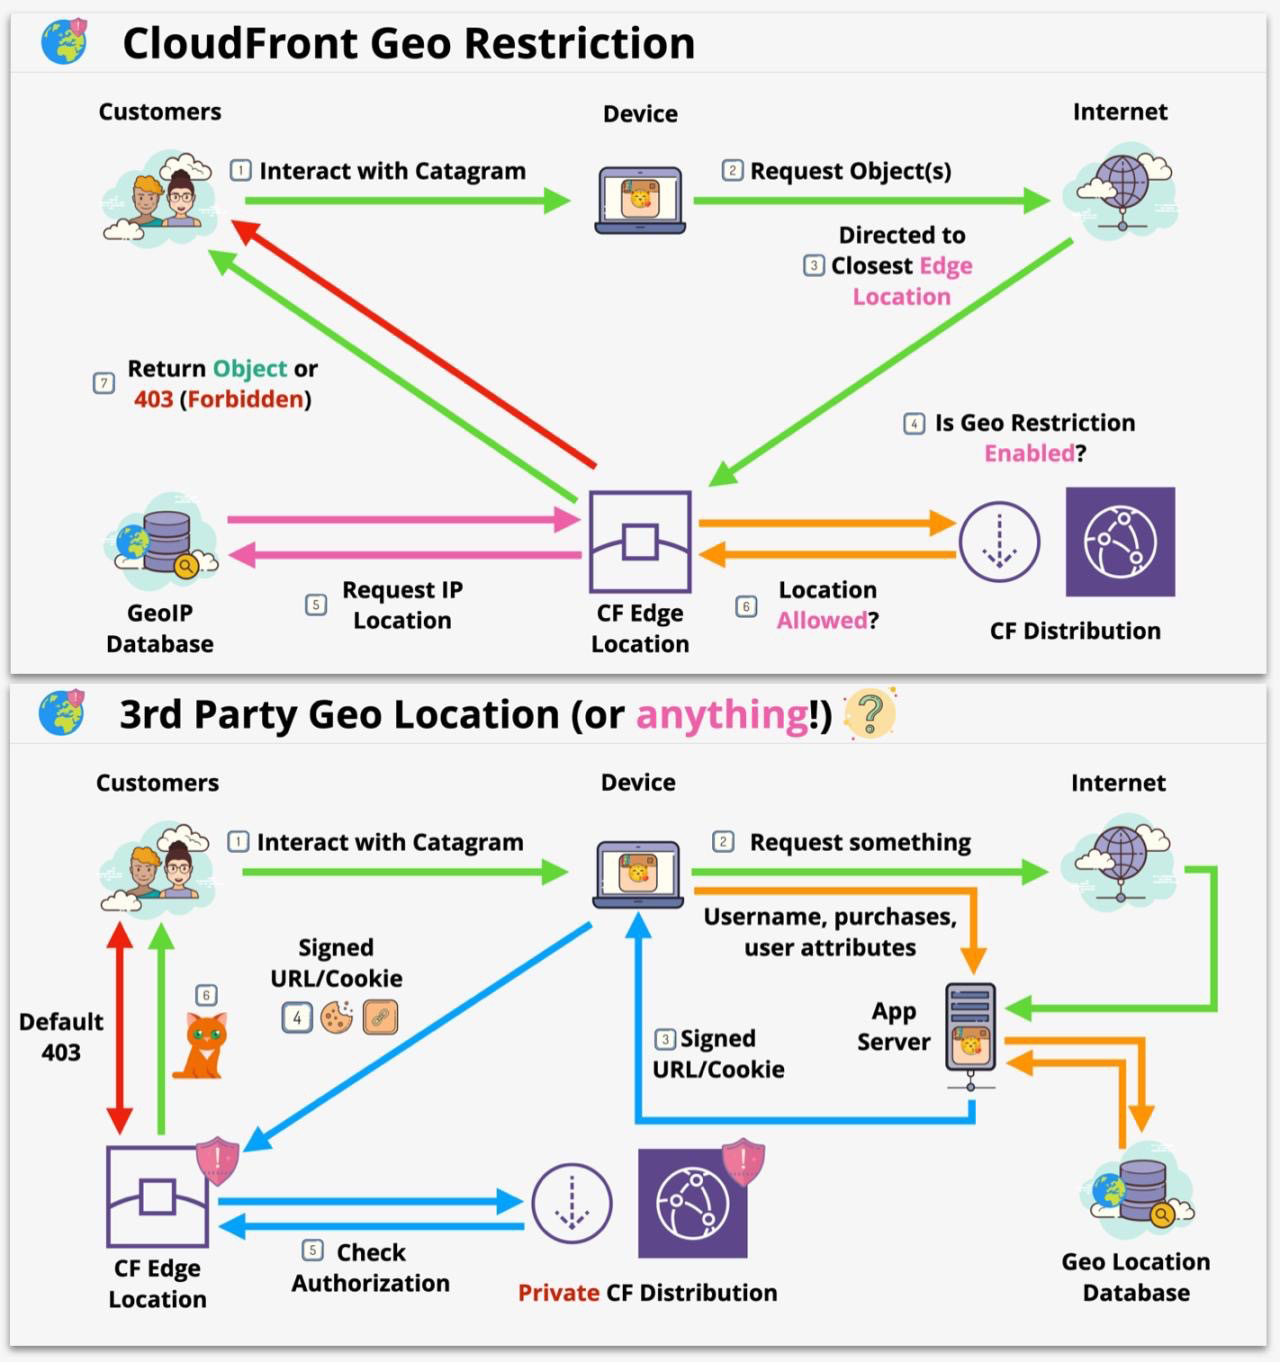 CloudFront Geo Restriction
Customers
Device
Internet
1 Interact with Catagram
2 Request Object(s)
Directed to
3 Closest Edge
Location
7 Return Object or
403 (Forbidden)
4 Is Geo Restriction
Enabled?
5 Request IP
Location
6 Location
Allowed?
GeoIP
Database
CF Edge
Location
CF Distribution
3rd Party Geo Location (or anything!) ?
Customers
Device
Internet
1 Interact with Catagram
2 Request something
Username, purchases,
user attributes
Signed
URL/Cookie
4
6
Default
403
App
Server
3 Signed
URL/Cookie
5 Check
Authorization
CF Edge
Location
Private CF Distribution
Geo Location
Database